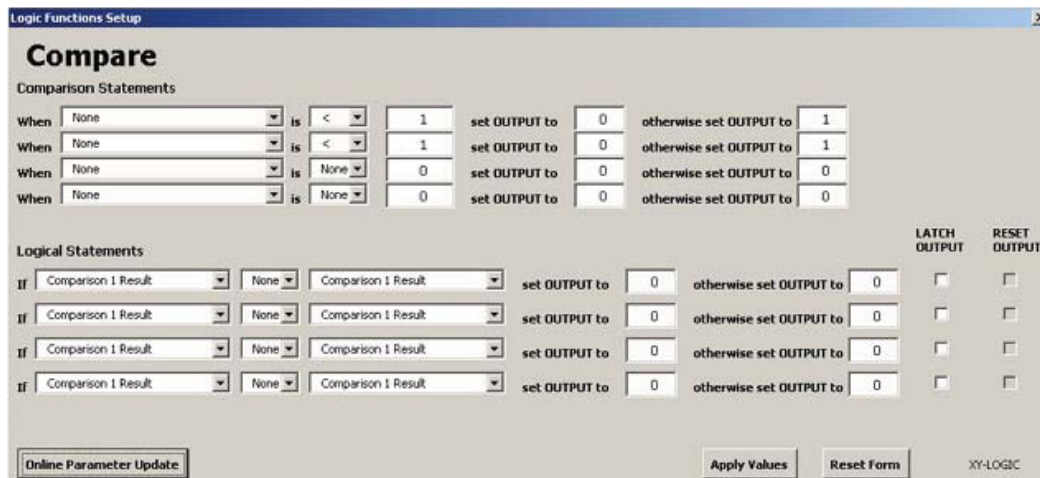 Logic Functions Setup
Compare
Comparison Statements
When None is < 1 set OUTPUT to 0 otherwise set OUTPUT to 1
When None is < 1 set OUTPUT to 0 otherwise set OUTPUT to 1
When None is None 0 set OUTPUT to 0 otherwise set OUTPUT to 0
When None is None 0 set OUTPUT to 0 otherwise set OUTPUT to 0
LATCH OUTPUT RESET OUTPUT
Logical Statements
If Comparison 1 Result None Comparison 1 Result set OUTPUT to 0 otherwise set OUTPUT to 0
If Comparison 1 Result None Comparison 1 Result set OUTPUT to 0 otherwise set OUTPUT to 0
If Comparison 1 Result None Comparison 1 Result set OUTPUT to 0 otherwise set OUTPUT to 0
If Comparison 1 Result None Comparison 1 Result set OUTPUT to 0 otherwise set OUTPUT to 0
Online Parameter Update Apply Values Reset Form XY-LOGIC